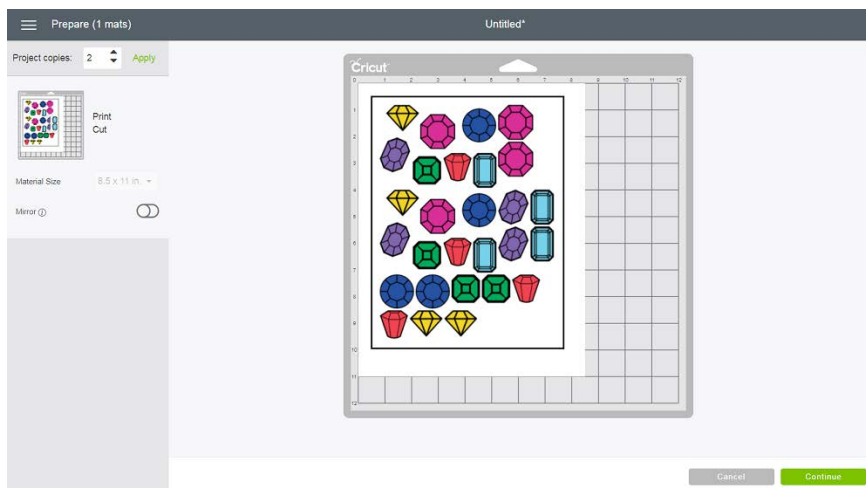 Prepare (1 mats)
Untitled*
Project copies: 2 Apply
Print
Cut
Material Size 8.5 x 11 in.
Mirror
Cricut
0 1 2 3 4 5 6 7 8 9 10 11 12
1
2
3
4
5
6
7
8
9
10
11
12
Cancel Continue